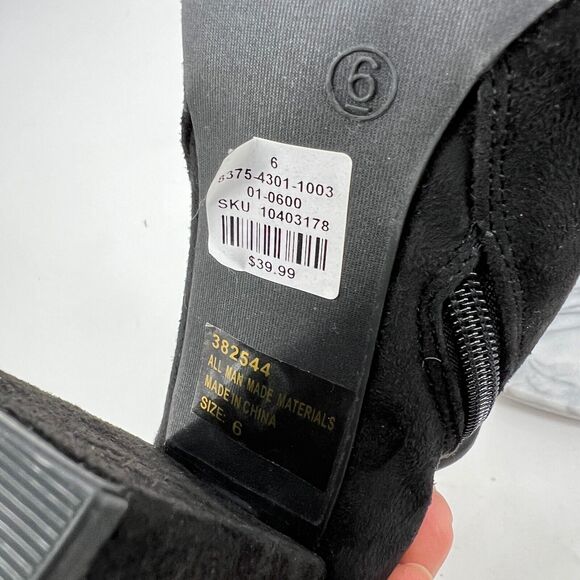 6
6
8375-4301-1003
01-0600
SKU 10403178
$39.99
382544
ALL MAN MADE MATERIALS
MADE IN CHINA
SIZE: 6